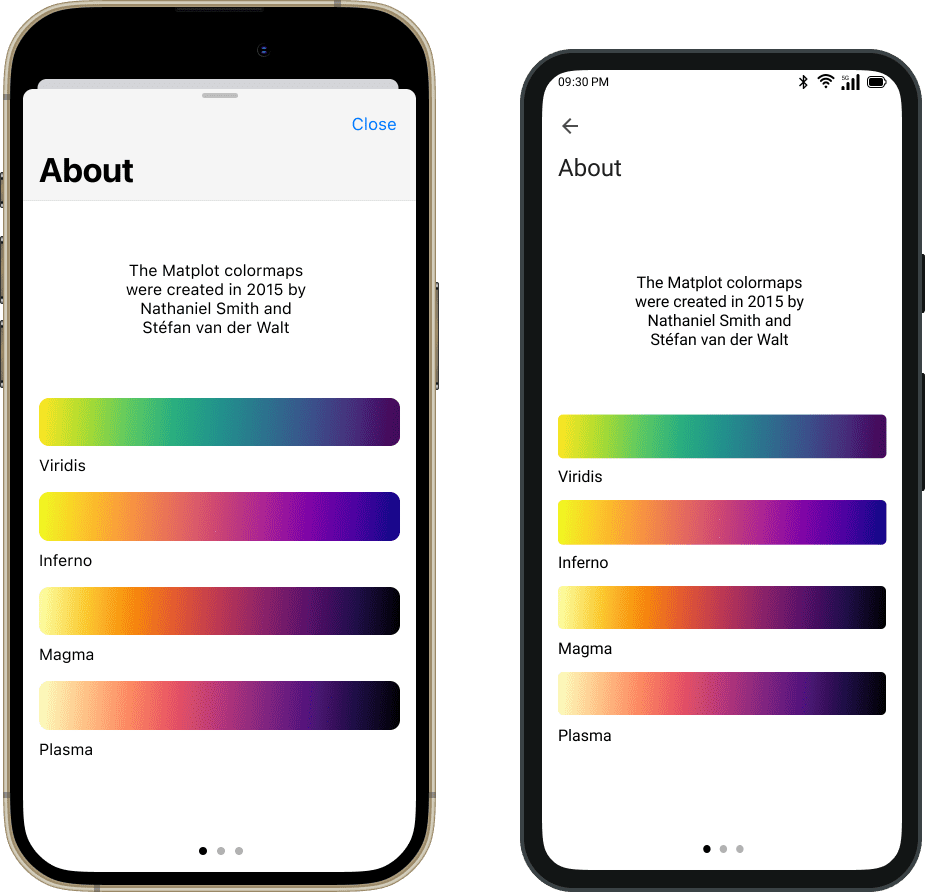 Close
About
The Matplot colormaps
were created in 2015 by
Nathaniel Smith and
Stéfan van der Walt
Viridis
Inferno
Magma
Plasma
09:30 PM
5G
About
The Matplot colormaps
were created in 2015 by
Nathaniel Smith and
Stéfan van der Walt
Viridis
Inferno
Magma
Plasma